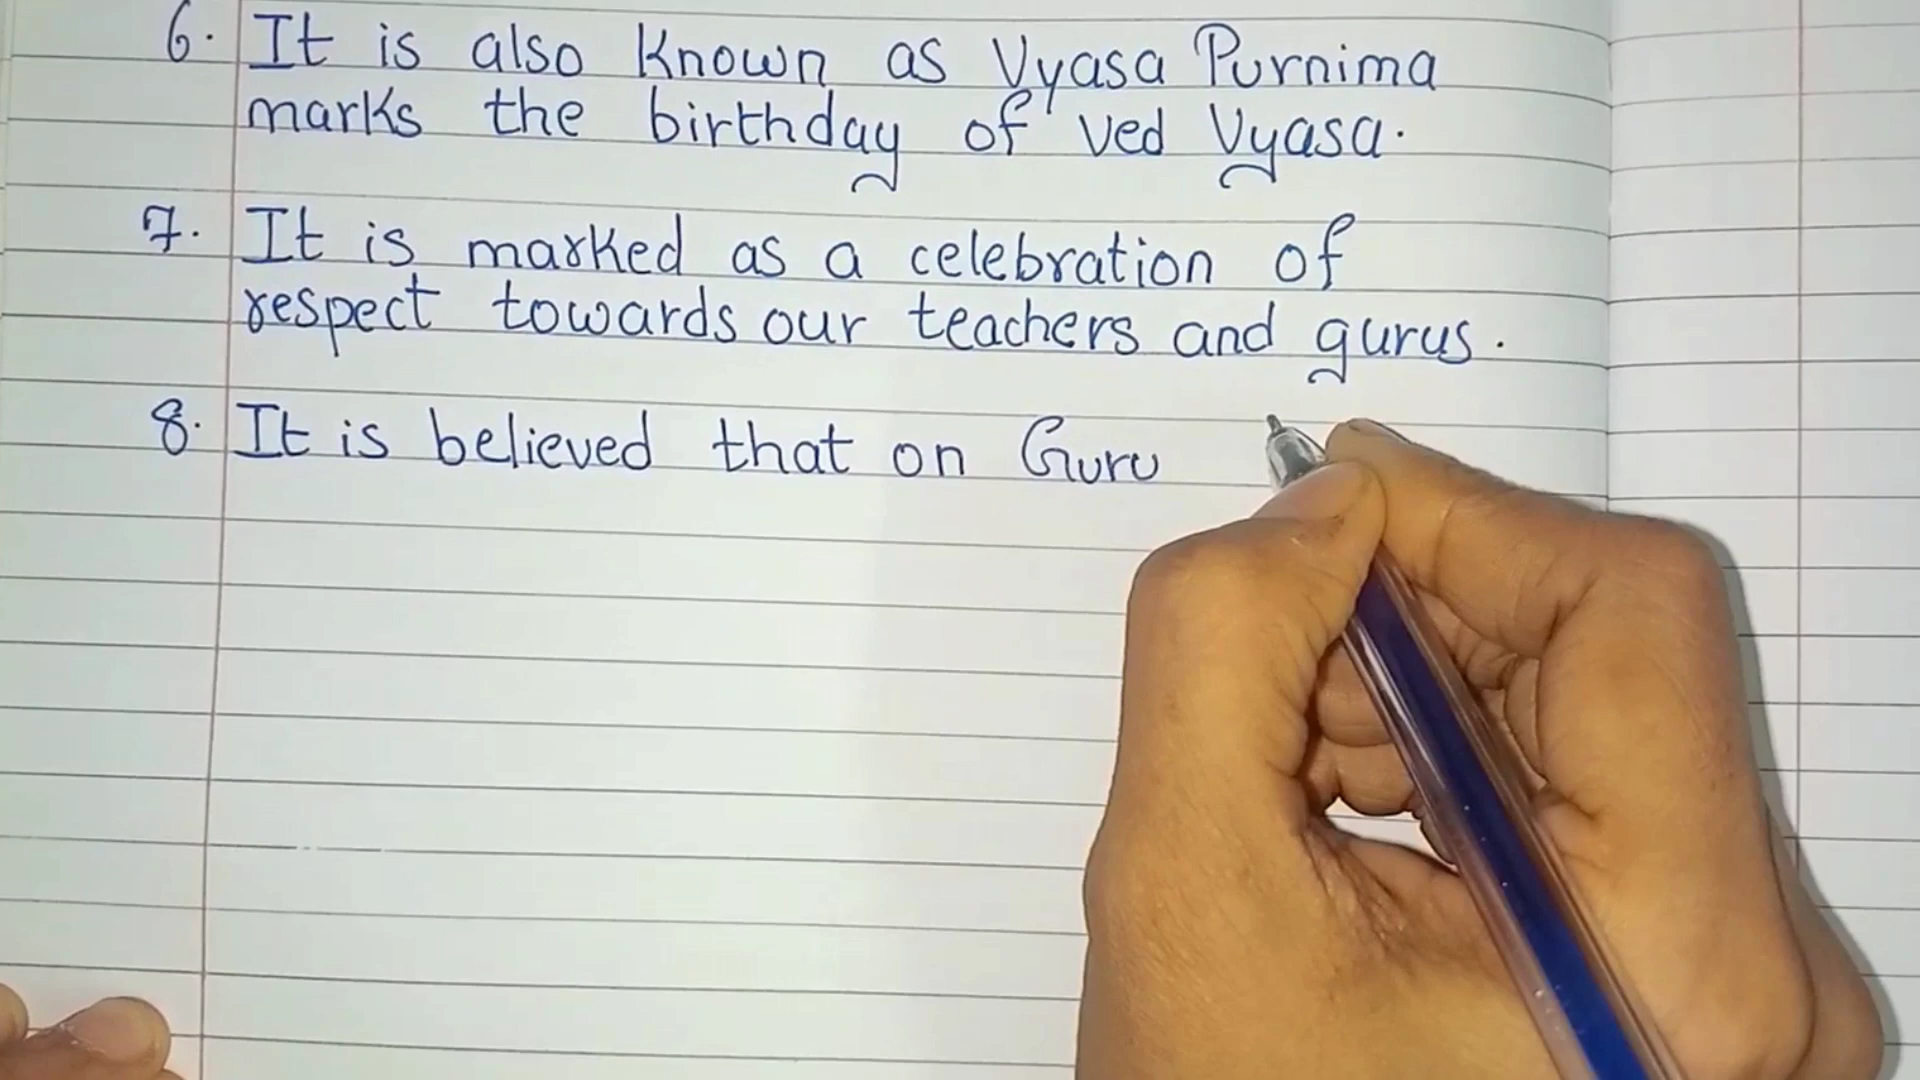 6. It is also known as Vyasa Purnima
marks the birthday of ved Vyasa.
7. It is marked as a celebration of
respect towards our teachers and gurus.
8. It is believed that on Guru